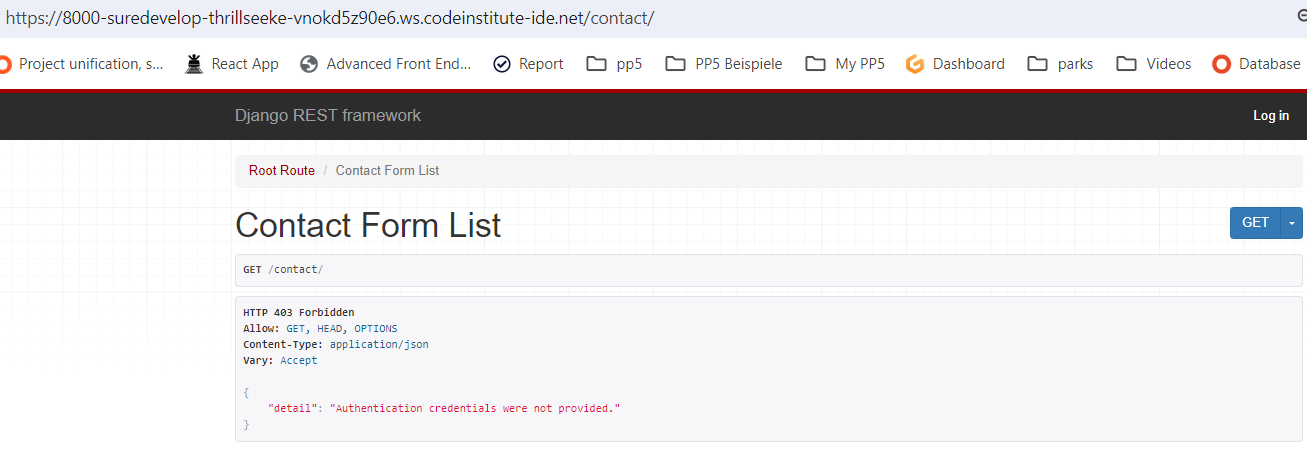 https://8000-suredevelop-thrillseeke-vnokd5z90e6.ws.codeinstitute-ide.net/contact/
Project unification, s... React App Advanced Front End... Report pp5 PP5 Beispiele My PP5 Dashboard parks Videos Database
Django REST framework Log in
Root Route / Contact Form List
Contact Form List GET
GET /contact/
HTTP 403 Forbidden
Allow: GET, HEAD, OPTIONS
Content-Type: application/json
Vary: Accept
{
"detail": "Authentication credentials were not provided."
}